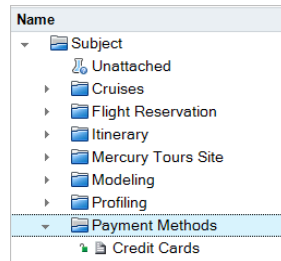 Name
Subject
Unattached
Cruises
Flight Reservation
Itinerary
Mercury Tours Site
Modeling
Profiling
Payment Methods
Credit Cards